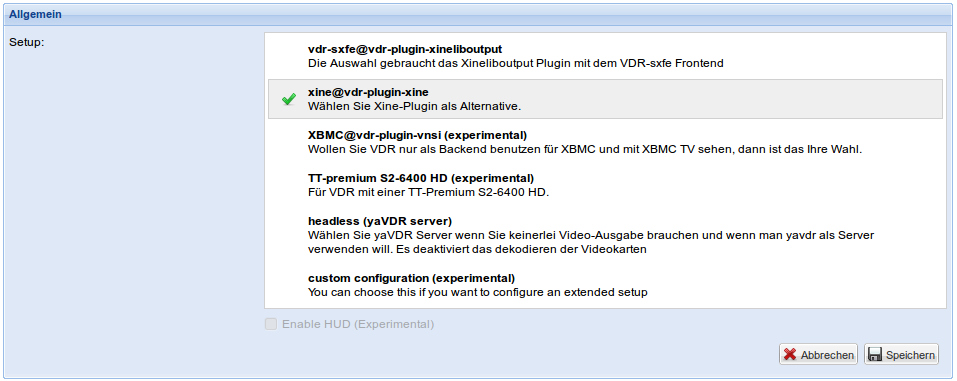 Allgemein
Setup:
vdr-sxfe@vdr-plugin-xineliboutput
Die Auswahl gebraucht das Xineliboutput Plugin mit dem VDR-sxfe Frontend
xine@vdr-plugin-xine
Wählen Sie Xine-Plugin als Alternative.
XBMC@vdr-plugin-vnsi (experimental)
Wollen Sie VDR nur als Backend benutzen für XBMC und mit XBMC TV sehen, dann ist das Ihre Wahl.
TT-premium S2-6400 HD (experimental)
Für VDR mit einer TT-Premium S2-6400 HD.
headless (yaVDR server)
Wählen Sie yaVDR Server wenn Sie keinerlei Video-Ausgabe brauchen und wenn man yavdr als Server
verwenden will. Es deaktiviert das dekodieren der Videokarten
custom configuration (experimental)
You can choose this if you want to configure an extended setup
Enable HUD (Experimental)
Abbrechen Speichern